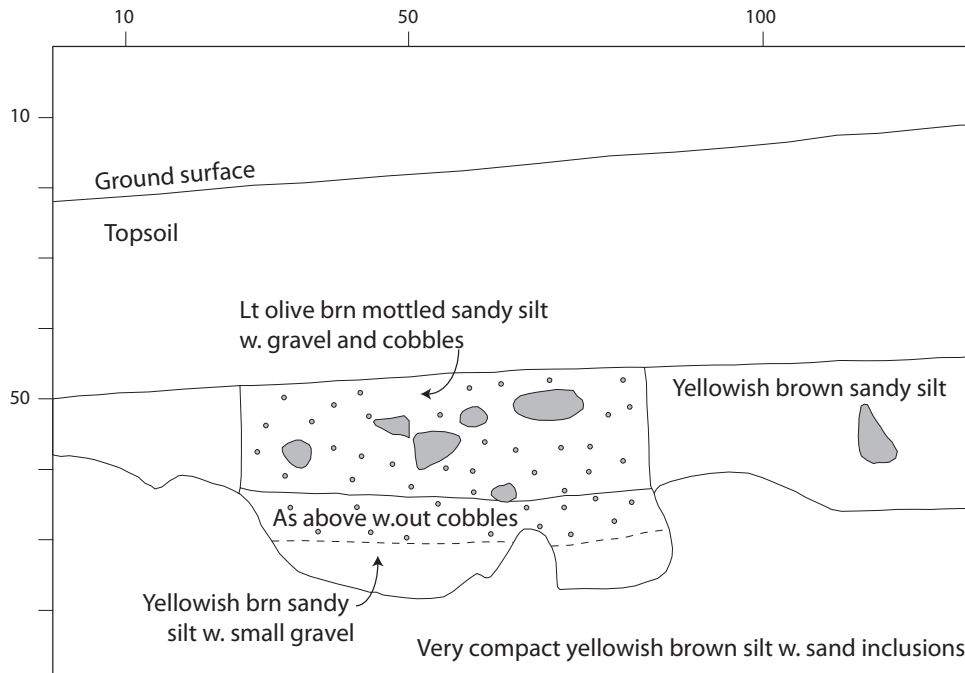 10 50 100
10
Ground surface
Topsoil
Lt olive brn mottled sandy silt
w. gravel and cobbles
50
Yellowish brown sandy silt
As above w.out cobbles
Yellowish brn sandy
silt w. small gravel
Very compact yellowish brown silt w. sand inclusions